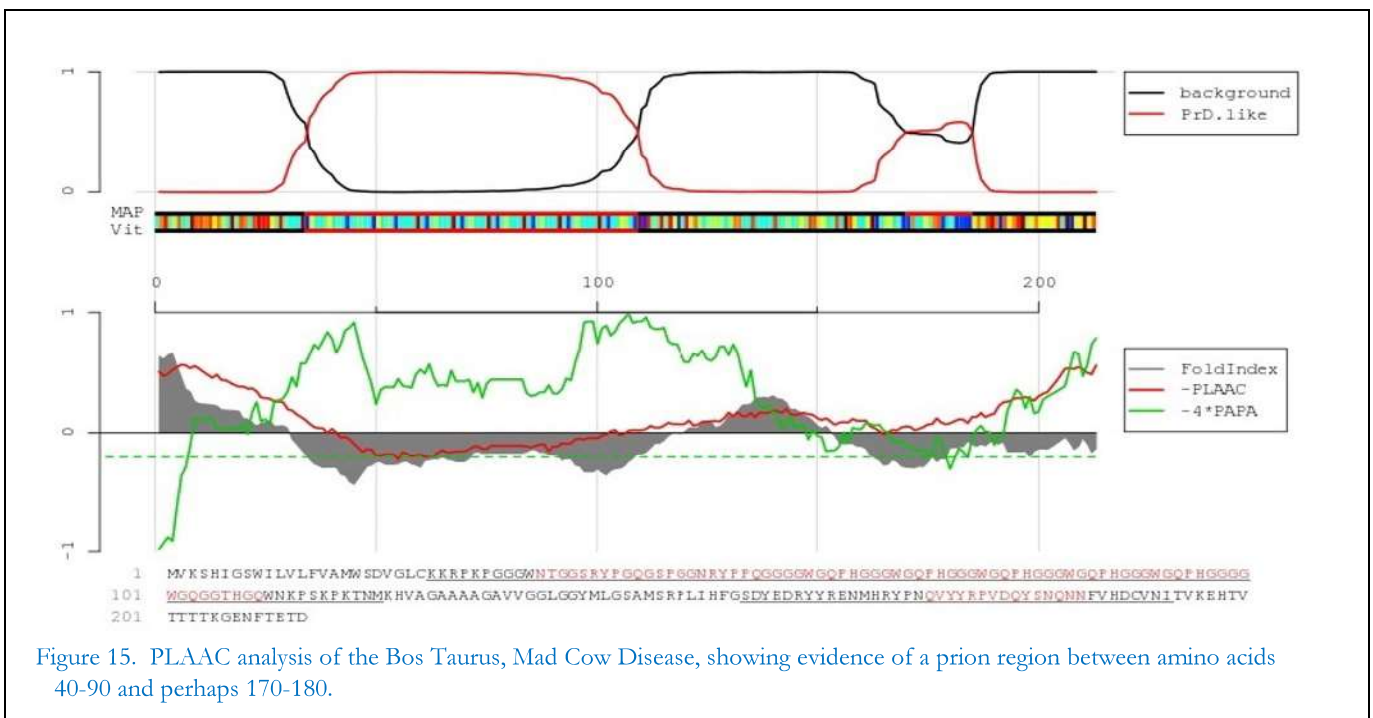 1
0
background
PrD.like
MAP
Vit
0 100 200
1
0
-1
FoldIndex
-PLAAC
-4*PAPA
1 MVKSHIGSWILVLFVAMWSDVGLCKKRPKPGGGWNTGGSRYPGQGSPGGNRYPPQGGGGWGQPHGGGWGQPHGGGWGQPHGGGWGQPHGGGWGQPHGGGG
101 WGQGGTHGQWNKPSKPKTNMKHVAGAAAAGAVVGGLGGYMLGSAMSRPLIHFGSDYEDRYYRENMHRYPNQVYYRPVDQYSNQNNFVHDCVNITVKEHTV
201 TTTTKGENFTETD
Figure 15. PLAAC analysis of the Bos Taurus, Mad Cow Disease, showing evidence of a prion region between amino acids
40-90 and perhaps 170-180.